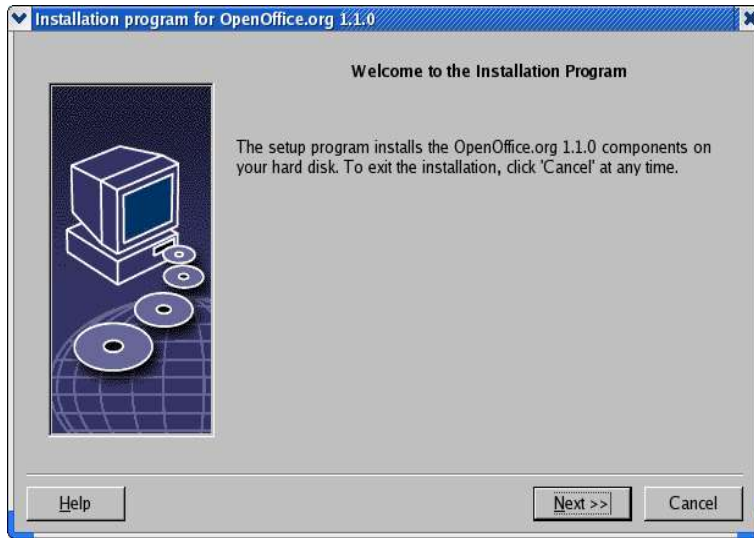 Installation program for OpenOffice.org 1.1.0
Welcome to the Installation Program
The setup program installs the OpenOffice.org 1.1.0 components on
your hard disk. To exit the installation, click 'Cancel' at any time.
Help
Next >>
Cancel